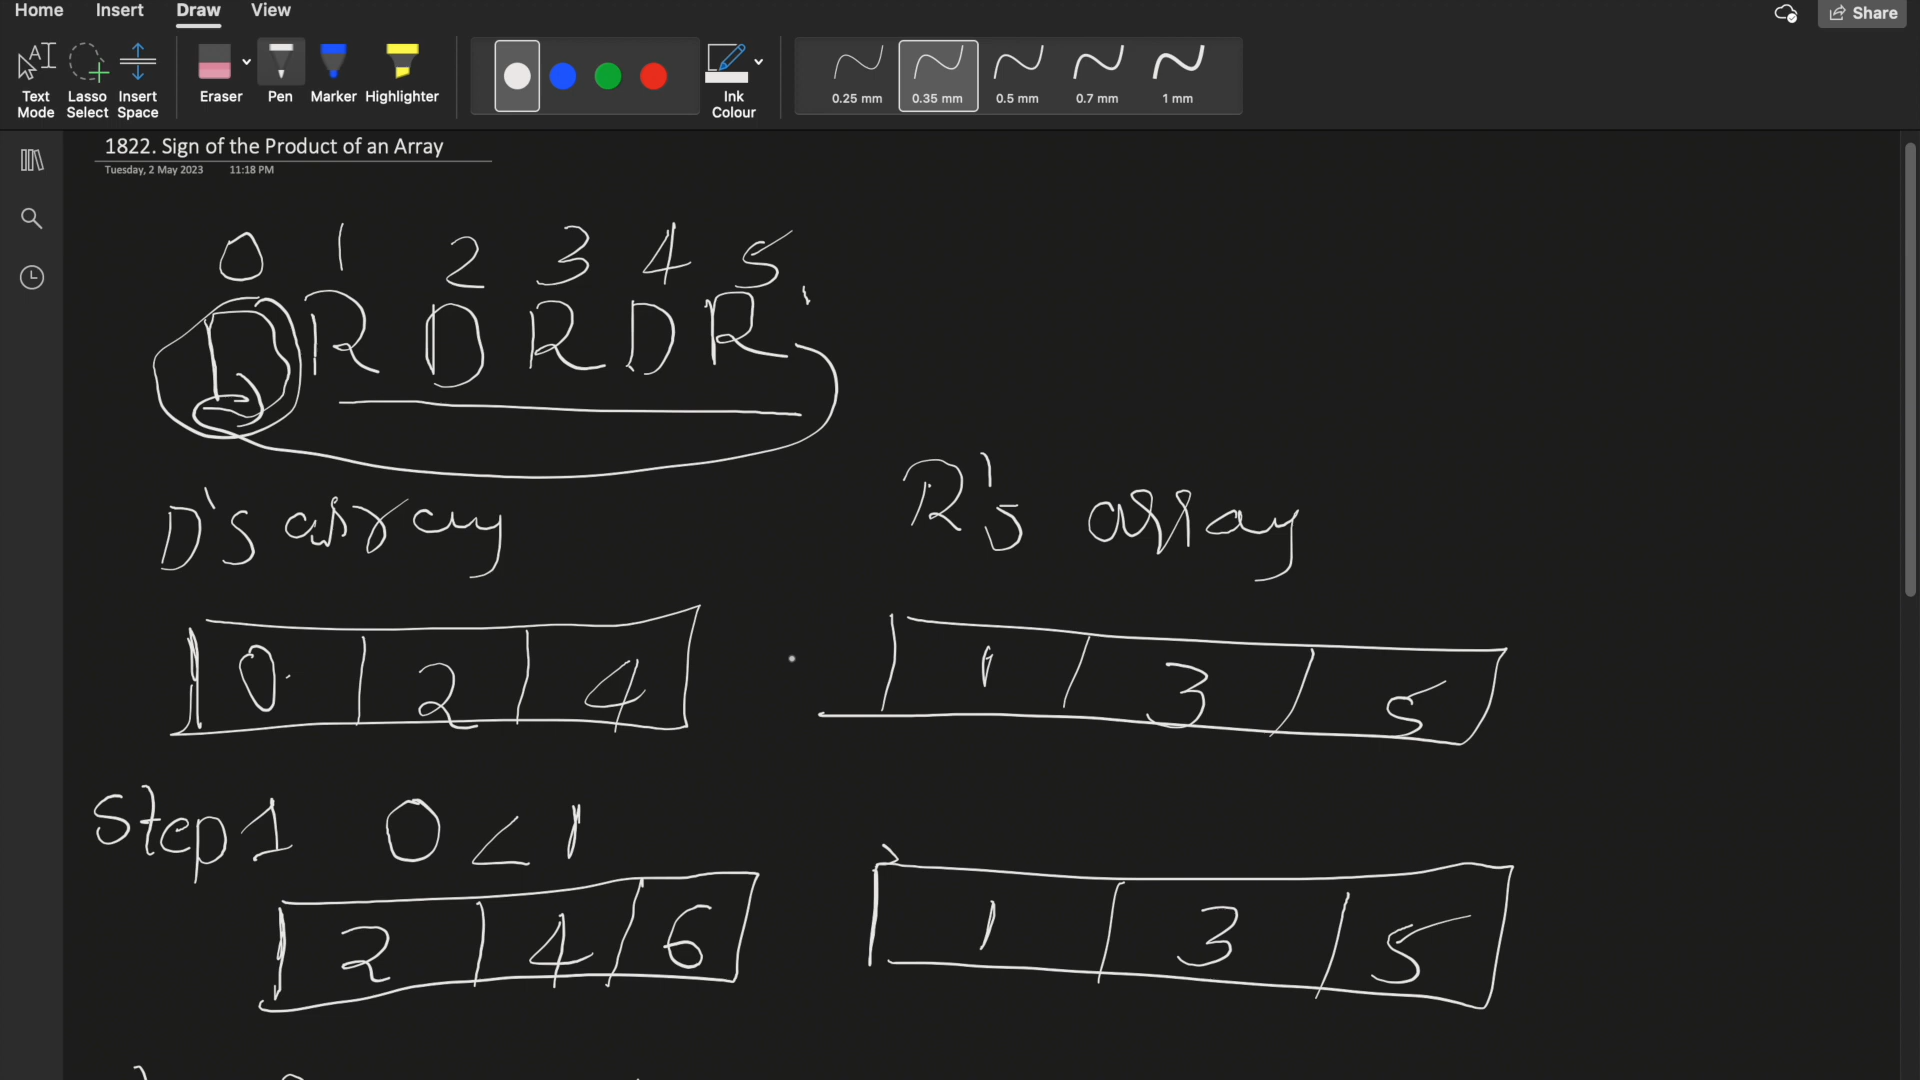 Home Insert Draw View Share
Text Mode Lasso Select Insert Space Eraser Pen Marker Highlighter Ink Colour 0.25 mm 0.35 mm 0.5 mm 0.7 mm 1 mm
1822. Sign of the Product of an Array
Tuesday, 2 May 2023 11:18 PM
0 1 2 3 4 5
D R D R D R
D's array R's array
0 2 4 1 3 5
Step 1 0 < 1
2 4 6 1 3 5